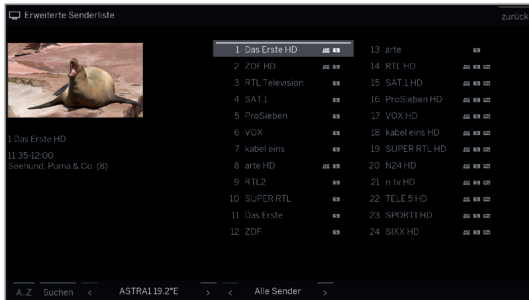 Erweiterte Senderliste
zurück
1 Das Erste HD
11:35-12:00
Seehund, Puma & Co. (8)
1 Das Erste HD
2 ZDF HD
3 RTL Television
4 SAT.1
5 ProSieben
6 VOX
7 kabel eins
8 arte HD
9 RTL2
10 SUPER RTL
11 Das Erste
12 ZDF
13 arte
14 RTL HD
15 SAT.1 HD
16 ProSieben HD
17 VOX HD
18 kabel eins HD
19 SUPER RTL HD
20 N24 HD
21 n-tv HD
22 TELE 5 HD
23 SPORT1 HD
24 SIXX HD
A..Z Suchen < ASTRA1 19.2°E > < Alle Sender >